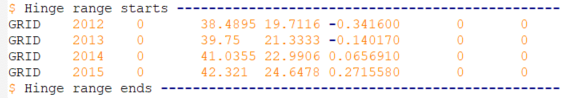 $ Hinge range starts ---------------------------------------------------
GRID    2012    0       38.4895 19.7116 -0.341600       0       0
GRID    2013    0       39.75   21.3333 -0.140170       0       0
GRID    2014    0       41.0355 22.9906 0.0656910       0       0
GRID    2015    0       42.321  24.6478 0.2715580       0       0
$ Hinge range ends -----------------------------------------------------